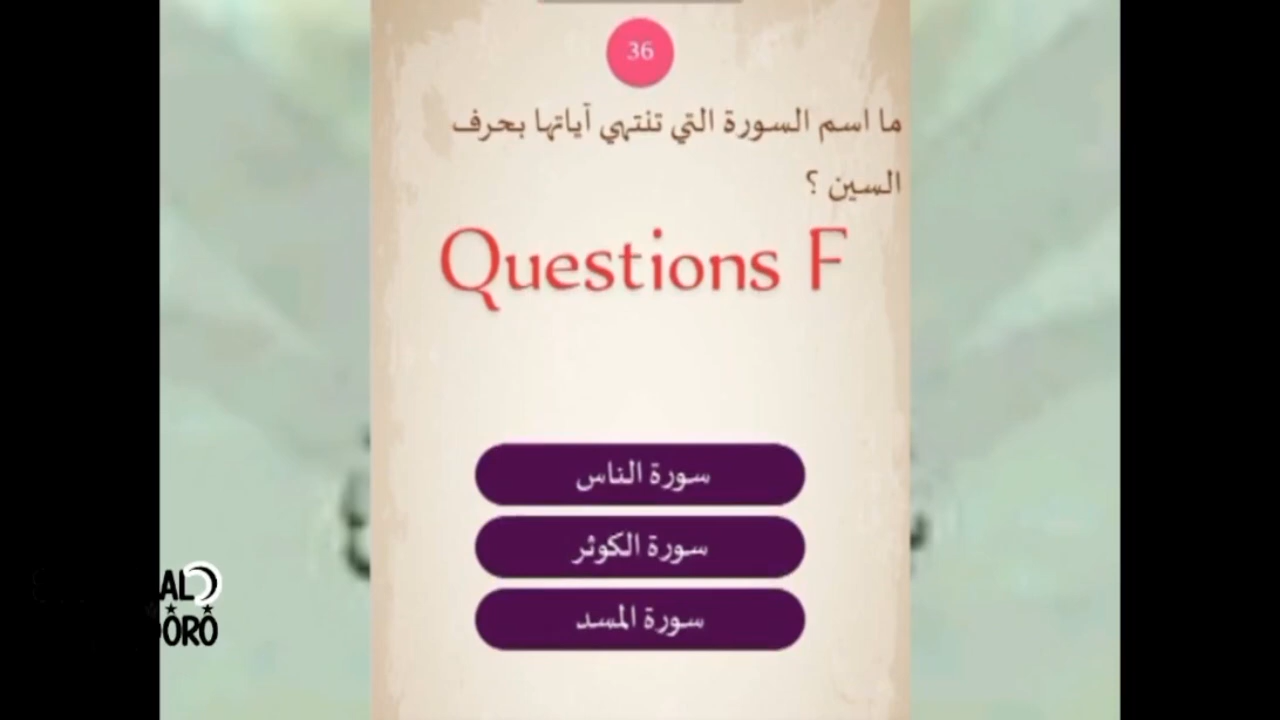 36
ما اسم السورة التي تنتهي آياتها بحرف
السين ؟
Questions F
سورة الناس
سورة الكوثر
سورة المسد